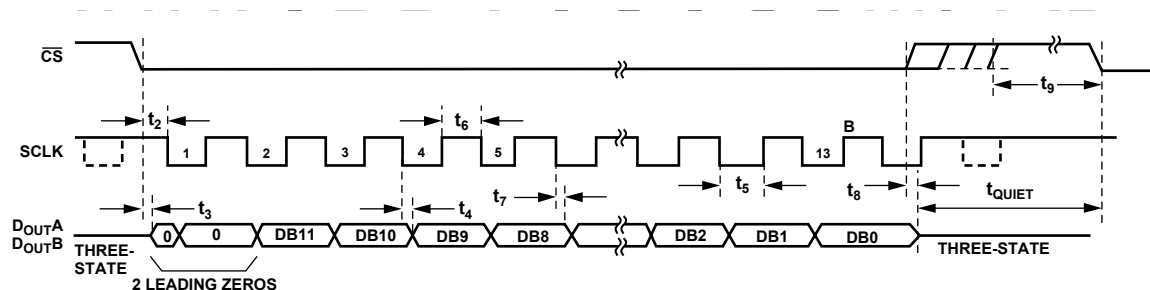 CS
t9
t2
t6
B
SCLK
1
2
3
4
5
13
t5
t8
tQUIET
t3
t4
t7
DOUTA
DOUTB
0
0
DB11
DB10
DB9
DB8
DB2
DB1
DB0
THREE-
STATE
THREE-STATE
2 LEADING ZEROS